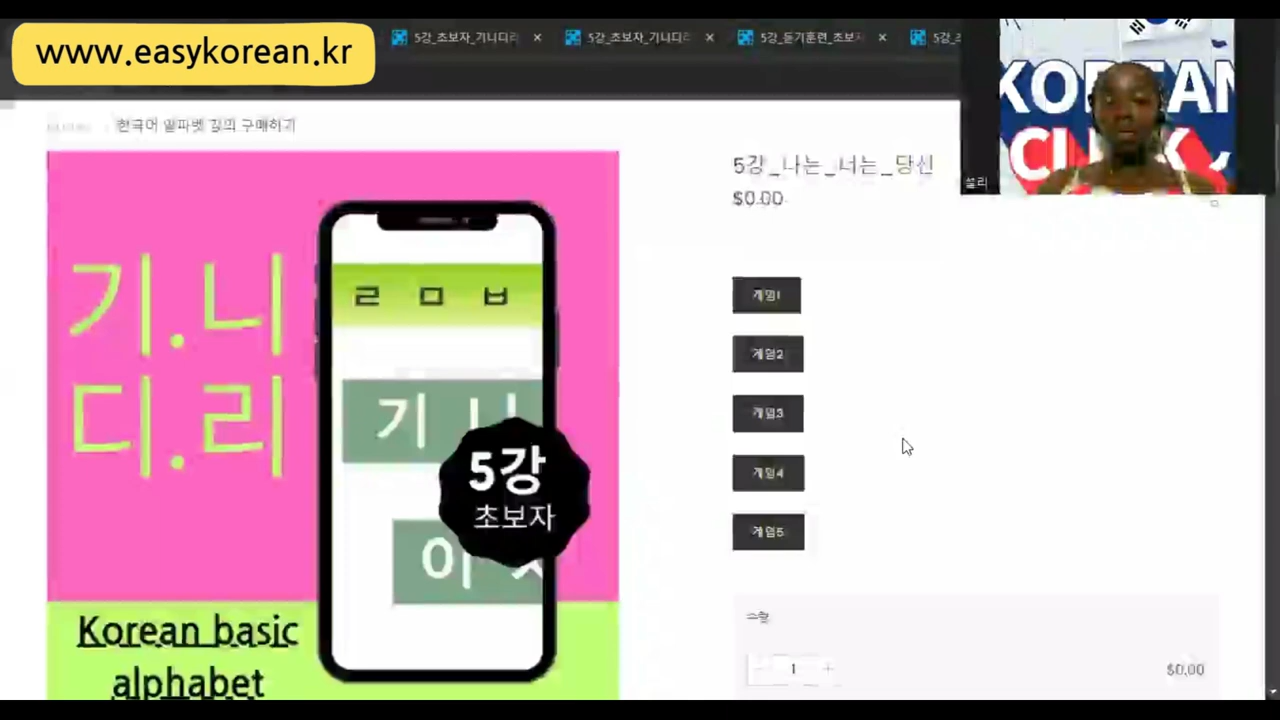 www.easykorean.kr
5강_초보자_기니디리
5강_초보자_기니디리
5강_듣기훈련_초보자
한국어 알파벳 강의 구매하기
KOREAN
5강_나는_너는_당신
$0.00
게임1
게임2
게임3
게임4
게임5
기.니
디.리
ㄹ ㅁ ㅂ
기 니
5강
초보자
이
Korean basic
alphabet
수량
1
$0.00